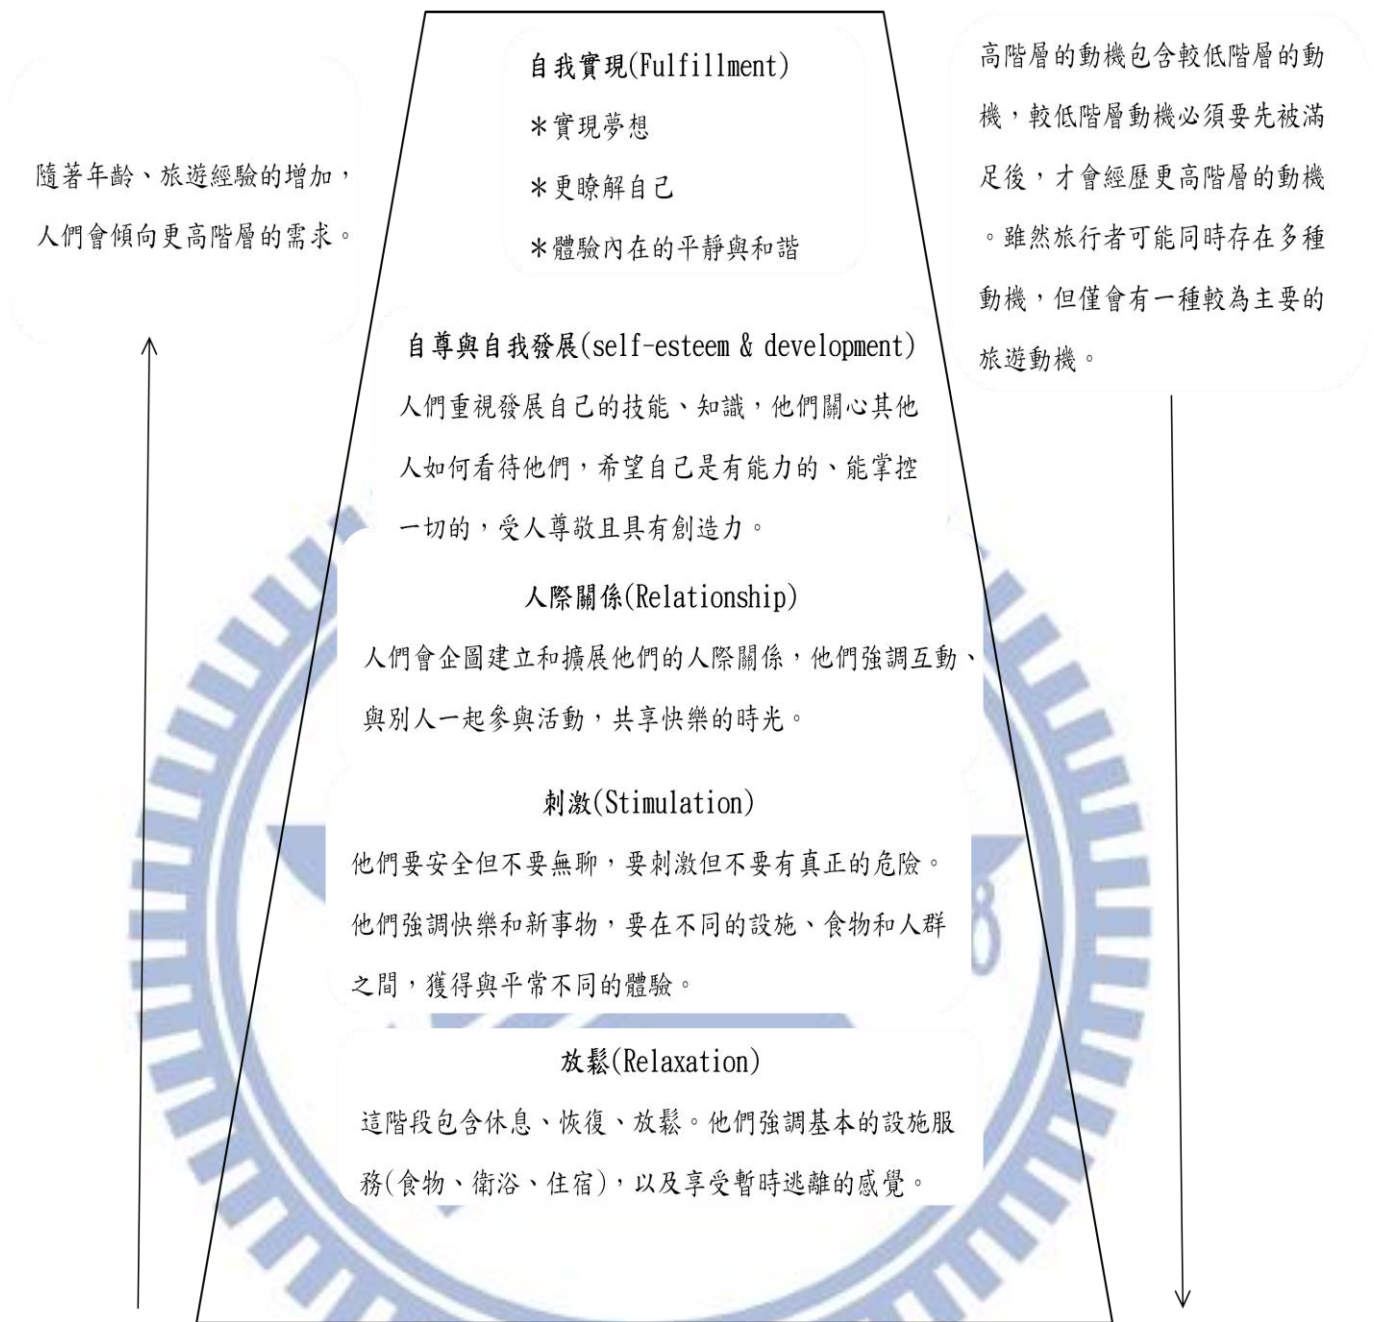 自我實現(Fulfillment)
＊實現夢想
＊更瞭解自己
＊體驗內在的平靜與和諧
隨著年齡、旅遊經驗的增加，
人們會傾向更高階層的需求。
高階層的動機包含較低階層的動
機，較低階層動機必須要先被滿
足後，才會經歷更高階層的動機
。雖然旅行者可能同時存在多種
動機，但僅會有一種較為主要的
旅遊動機。
自尊與自我發展(self-esteem & development)
人們重視發展自己的技能、知識，他們關心其他
人如何看待他們，希望自己是有能力的、能掌控
一切的，受人尊敬且具有創造力。
人際關係(Relationship)
人們會企圖建立和擴展他們的人際關係，他們強調互動、
與別人一起參與活動，共享快樂的時光。
刺激(Stimulation)
他們要安全但不要無聊，要刺激但不要有真正的危險。
他們強調快樂和新事物，要在不同的設施、食物和人群
之間，獲得與平常不同的體驗。
放鬆(Relaxation)
這階段包含休息、恢復、放鬆。他們強調基本的設施服
務(食物、衛浴、住宿)，以及享受暫時逃離的感覺。